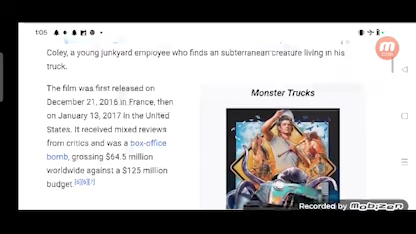 1:05
Coley, a young junkyard employee who finds an subterranean creature living in his
truck.
The film was first released on
December 21, 2016 in France, then
on January 13, 2017 in the United
States. It received mixed reviews
from critics and was a box-office
bomb, grossing $64.5 million
worldwide against a $125 million
budget.[5][6][7]
Monster Trucks
Recorded by Mobizen